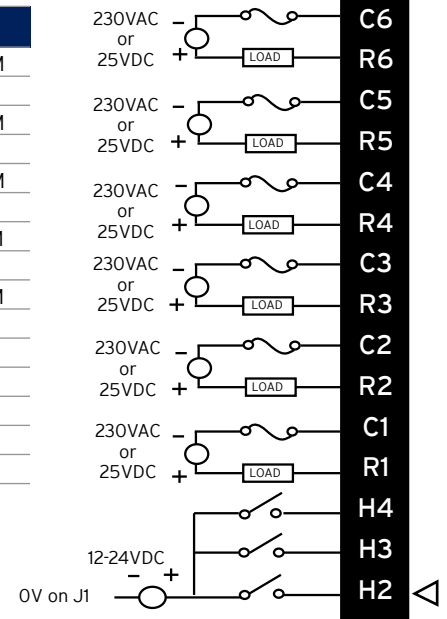 230VAC
or
25VDC
−
+
LOAD
C6
R6
M
230VAC
or
25VDC
−
+
LOAD
C5
R5
M
230VAC
or
25VDC
−
+
LOAD
C4
R4
M
230VAC
or
25VDC
−
+
LOAD
C3
R3
M
M
230VAC
or
25VDC
−
+
LOAD
C2
R2
230VAC
or
25VDC
−
+
LOAD
C1
R1
H4
H3
12-24VDC
− +
0V on J1
H2